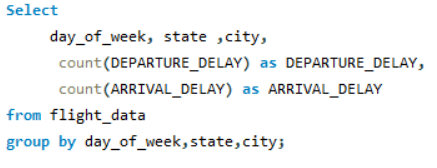 Select
day_of_week, state ,city,
count(DEPARTURE_DELAY) as DEPARTURE_DELAY,
count(ARRIVAL_DELAY) as ARRIVAL_DELAY
from flight_data
group by day_of_week,state,city;